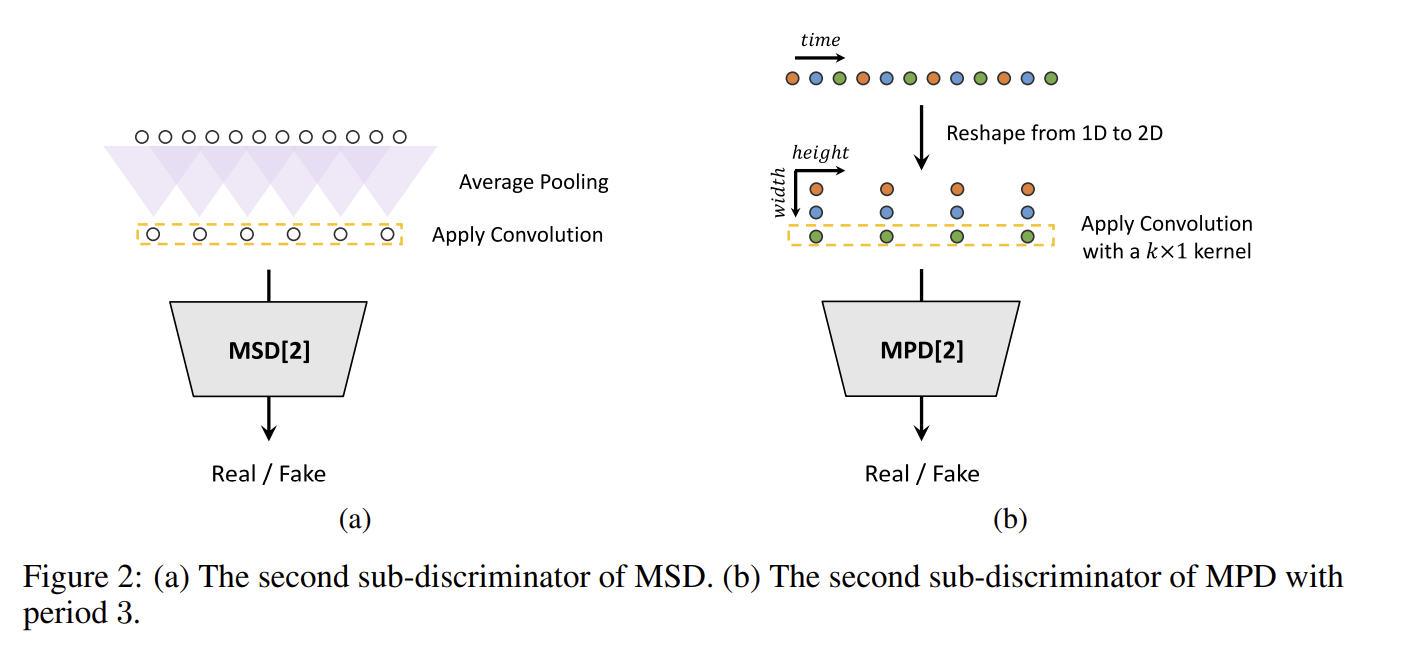 Average Pooling
Apply Convolution
MSD[2]
Real / Fake
(a)
time
Reshape from 1D to 2D
height
width
Apply Convolution
with a k×1 kernel
MPD[2]
Real / Fake
(b)
Figure 2: (a) The second sub-discriminator of MSD. (b) The second sub-discriminator of MPD with
period 3.